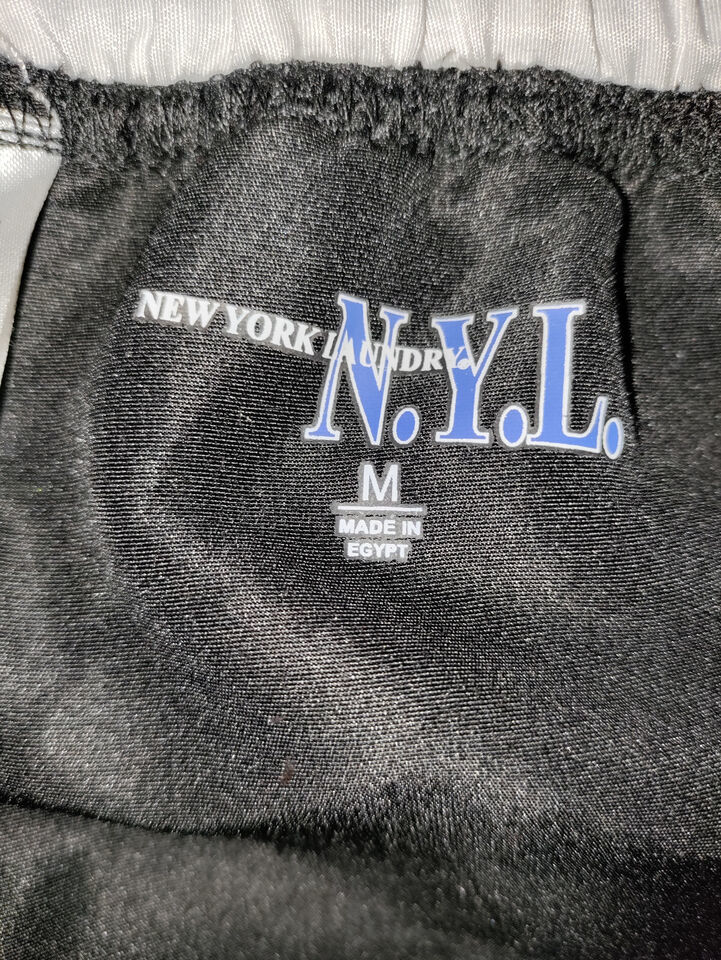 NEW YORK LAUNDRY®
N.Y.L.
M
MADE IN
EGYPT